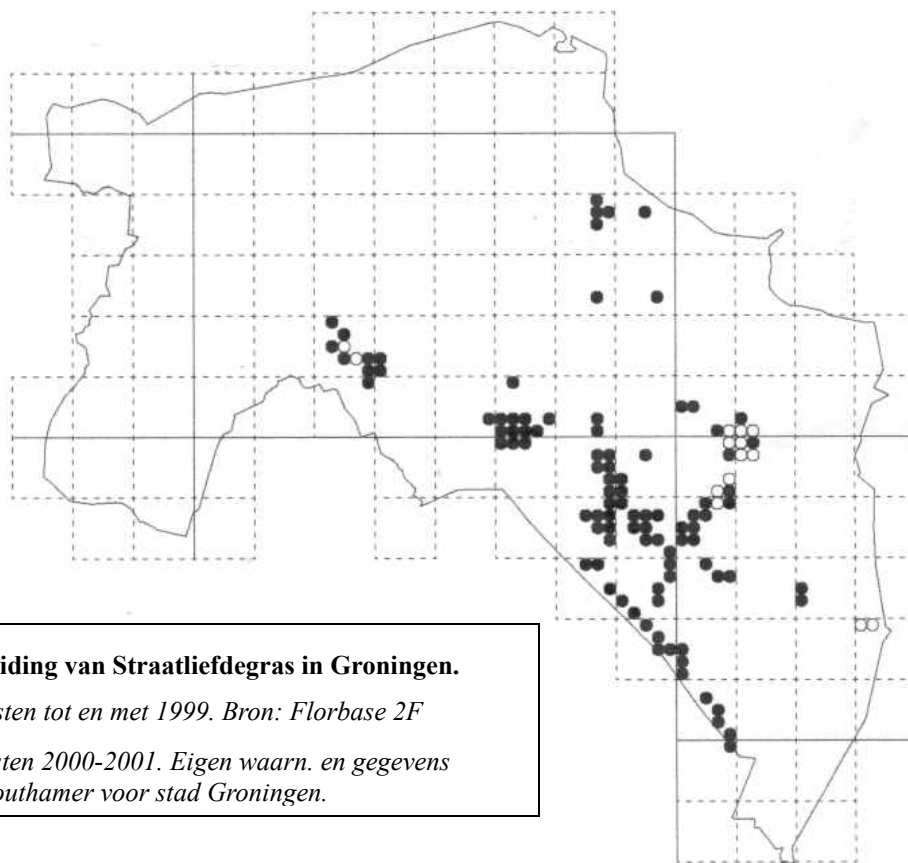 iding van Straatliefdegras in Groningen.
sten tot en met 1999. Bron: Florbase 2F
ten 2000-2001. Eigen waarn. en gegevens
outhamer voor stad Groningen.